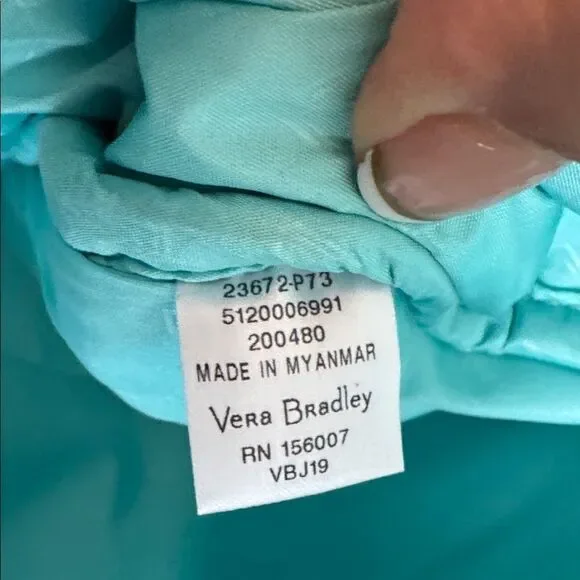 23672-P73
5120006991
200480
MADE IN MYANMAR
Vera Bradley
RN 156007
VBJ19